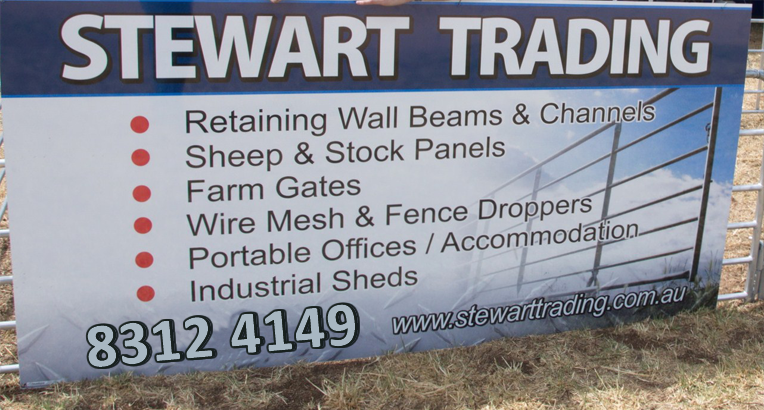 STEWART TRADING
Retaining Wall Beams & Channels
Sheep & Stock Panels
Farm Gates
Wire Mesh & Fence Droppers
Portable Offices / Accommodation
Industrial Sheds
8312 4149
www.stewarttrading.com.au